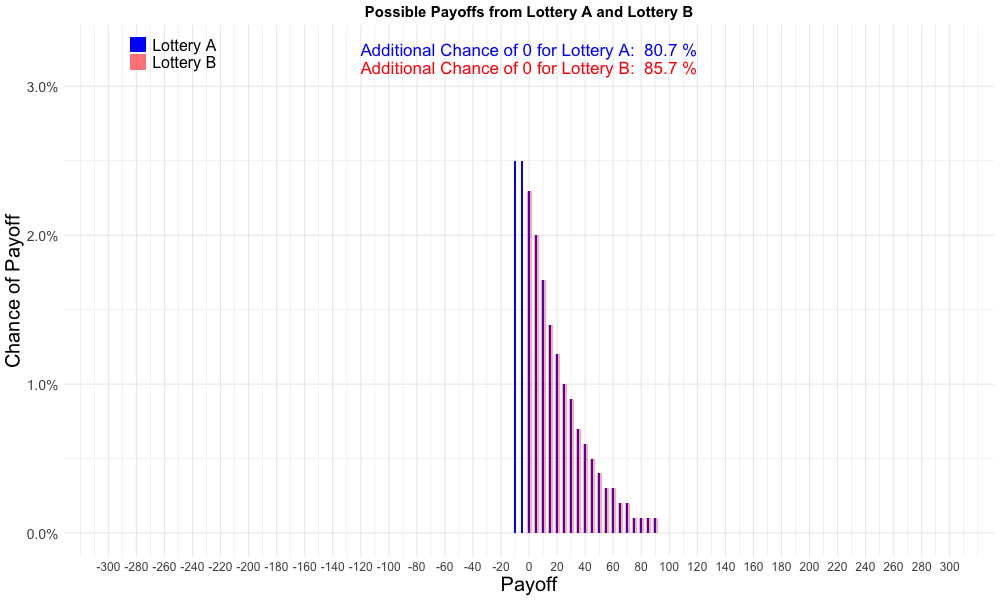 Possible Payoffs from Lottery A and Lottery B
Lottery A
Lottery B
Additional Chance of 0 for Lottery A: 80.7 %
Additional Chance of 0 for Lottery B: 85.7 %
Chance of Payoff
3.0%
2.0%
1.0%
0.0%
-300 -280 -260 -240 -220 -200 -180 -160 -140 -120 -100 -80 -60 -40 -20 0 20 40 60 80 100 120 140 160 180 200 220 240 260 280 300
Payoff